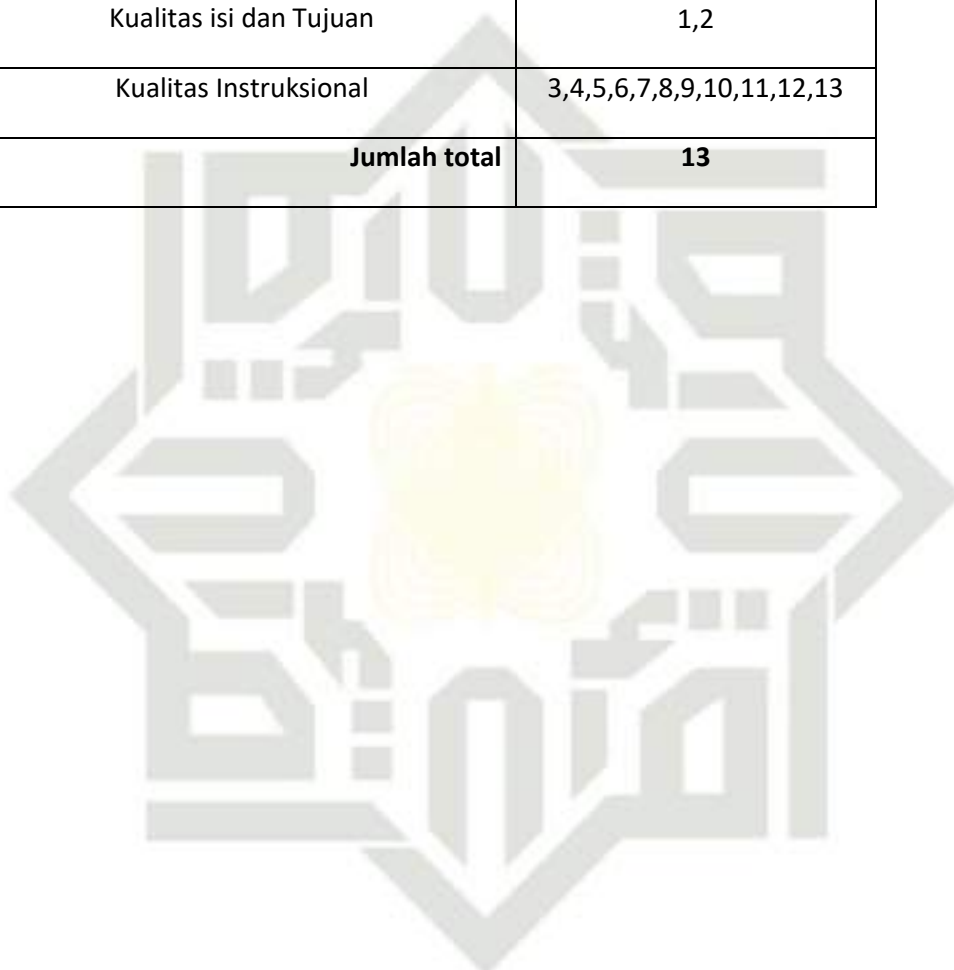 Kualitas isi dan Tujuan 1,2
Kualitas Instruksional 3,4,5,6,7,8,9,10,11,12,13
Jumlah total 13